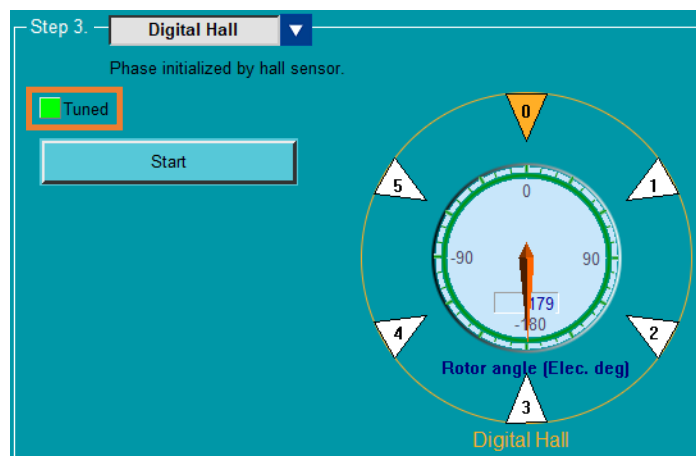 Step 3.
Digital Hall
Phase initialized by hall sensor.
Tuned
Start
0
5
1
0
-90
90
179
-180
4
2
Rotor angle (Elec. deg)
3
Digital Hall